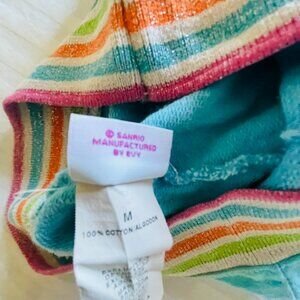 © SANRIO
MANUFACTURED
BY EVY
M
100% COTTON/ALGODON